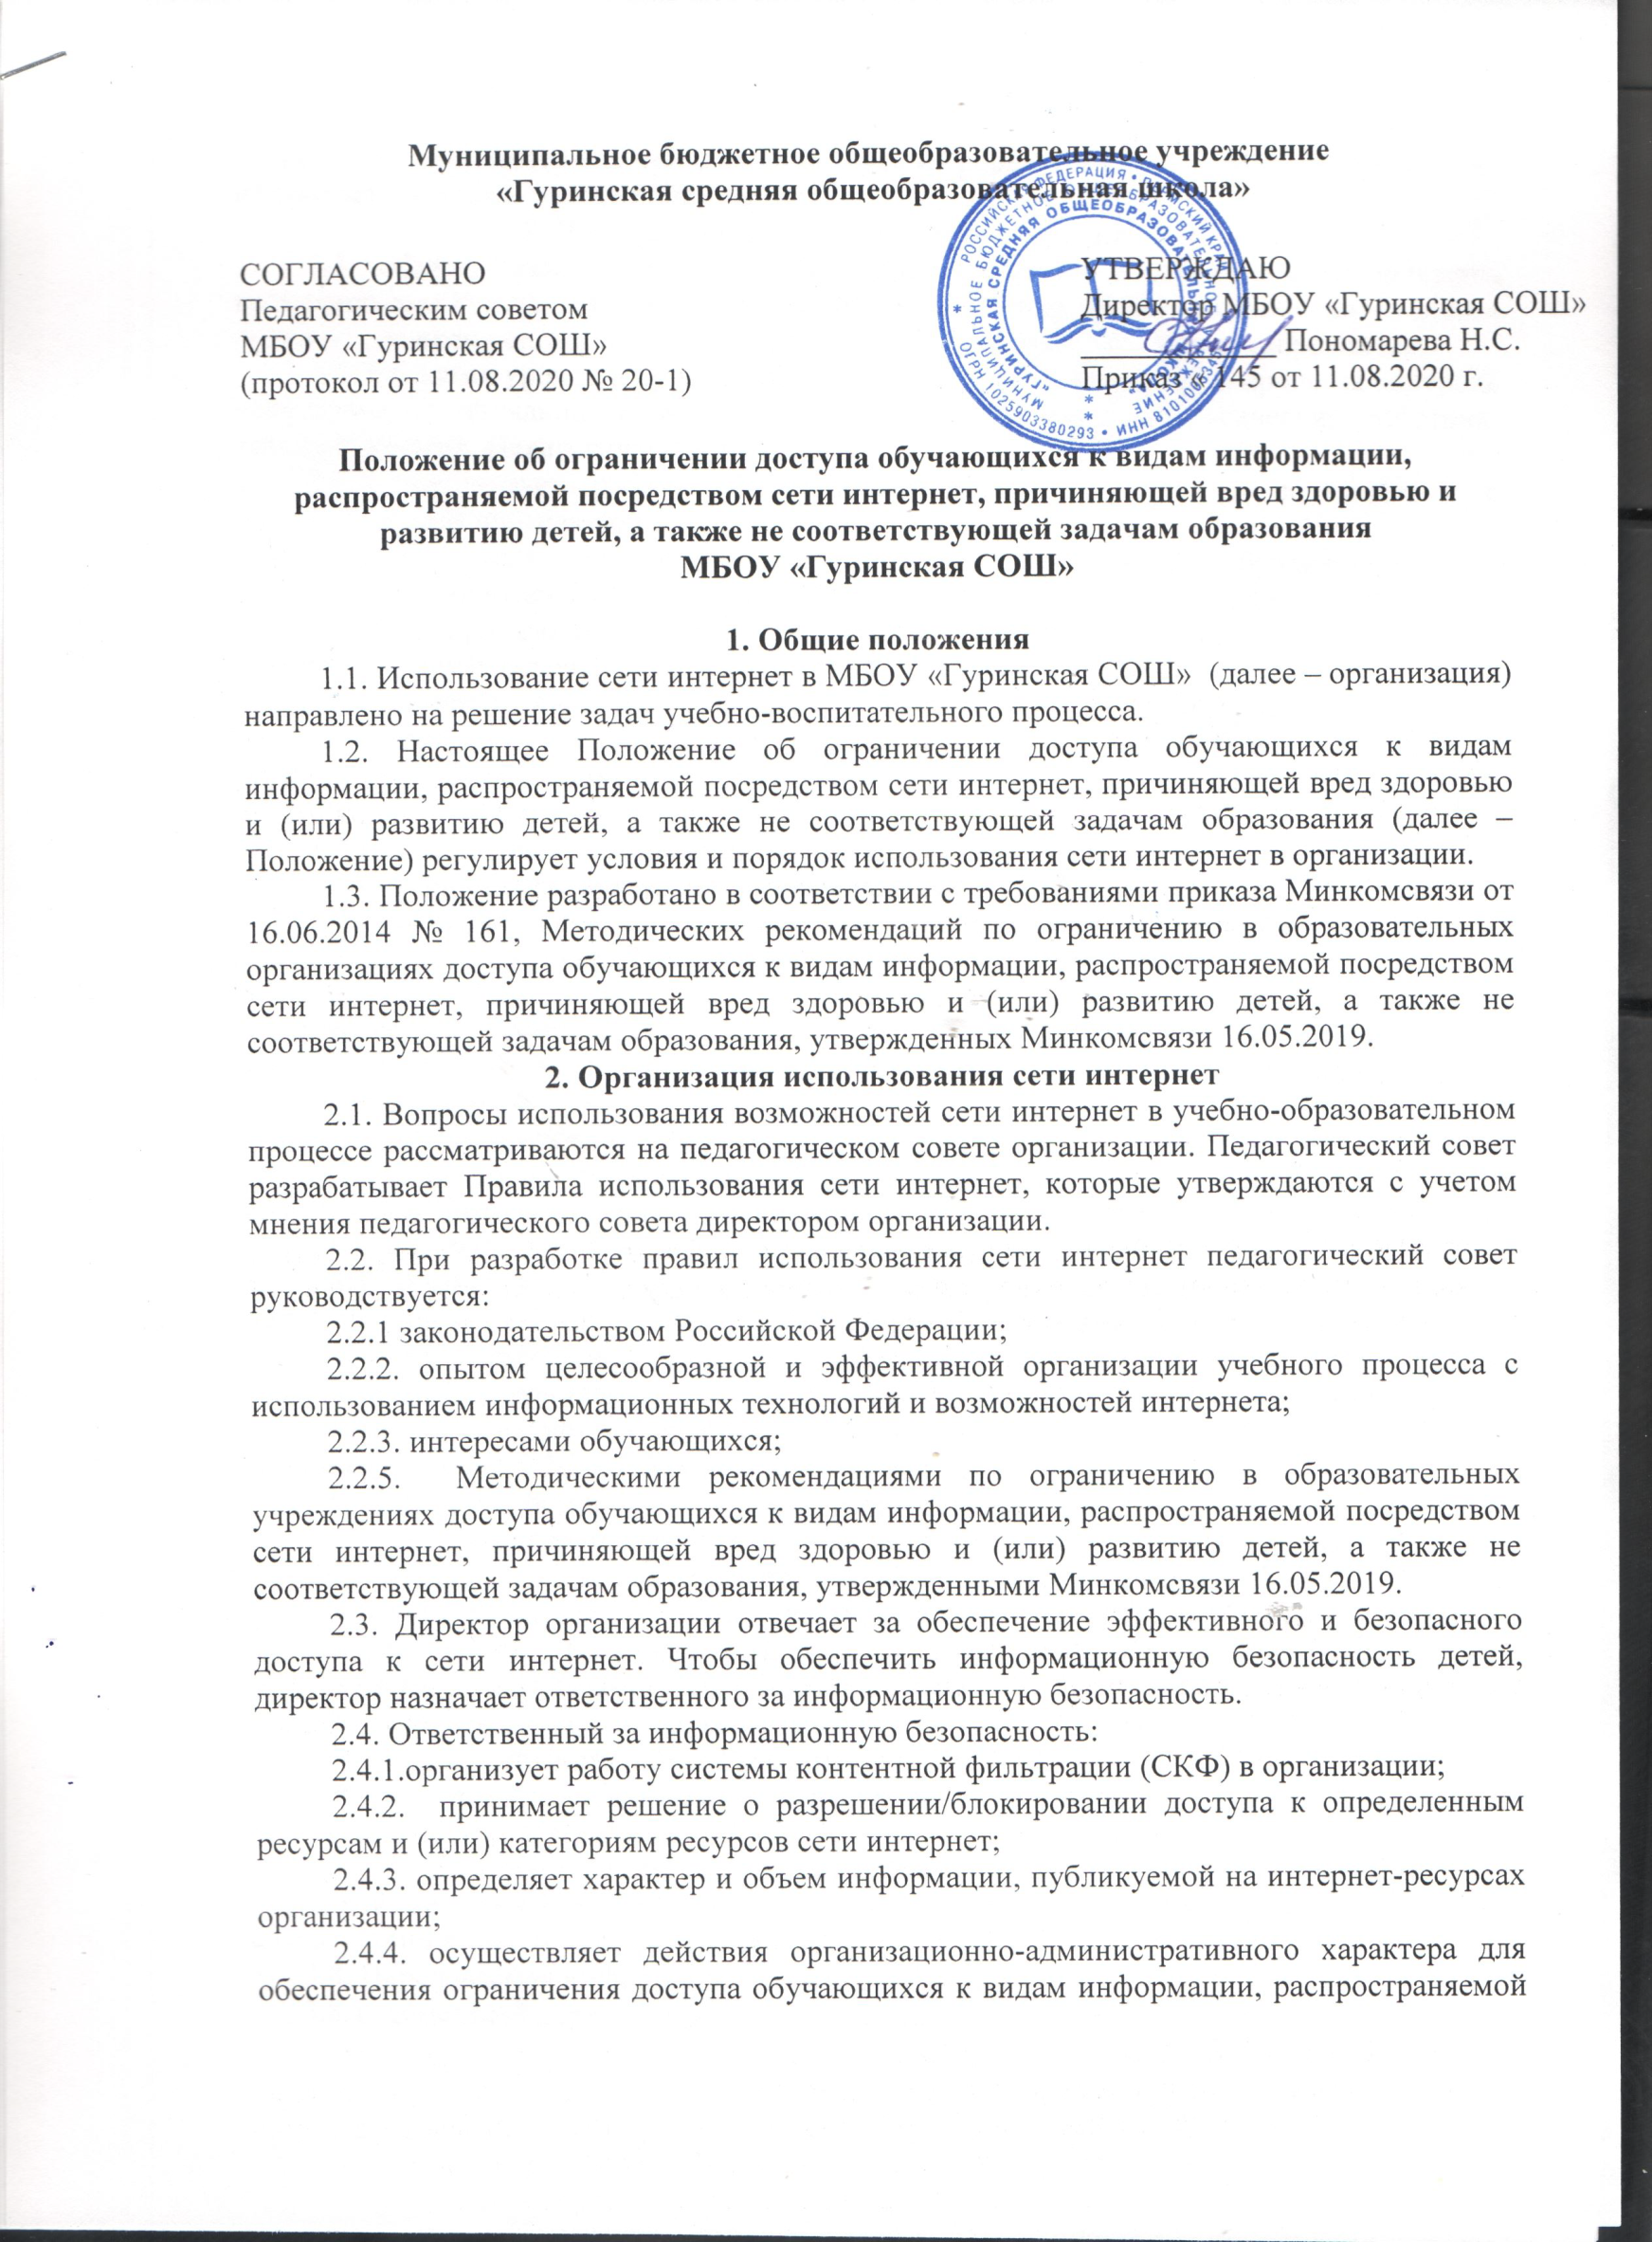 Муниципальное бюджетное общеобразовательное учреждение
«Гуринская средняя общеобразовательная школа»
СОГЛАСОВАНО
Педагогическим советом
МБОУ «Гуринская СОШ»
(протокол от 11.08.2020 № 20-1)
УТВЕРЖДАЮ
Директор МБОУ «Гуринская СОШ»
Пономарева Н.С.
Приказ 145 от 11.08.2020 г.
РОССИЙСКАЯ ФЕДЕРАЦИЯ • ПЕРМСКИЙ КРАЙ
ОГРН 1025903380293 • ИНН
МУНИЦИПАЛЬНОЕ БЮДЖЕТНОЕ ОБЩЕОБРАЗОВАТЕЛЬНОЕ УЧРЕЖДЕНИЕ
"ГУРИНСКАЯ СРЕДНЯЯ ОБЩЕОБРАЗОВАТЕЛЬНАЯ ШКОЛА"
Положение об ограничении доступа обучающихся к видам информации,
распространяемой посредством сети интернет, причиняющей вред здоровью и
развитию детей, а также не соответствующей задачам образования
МБОУ «Гуринская СОШ»
1. Общие положения
1.1. Использование сети интернет в МБОУ «Гуринская СОШ» (далее – организация)
направлено на решение задач учебно-воспитательного процесса.
1.2. Настоящее Положение об ограничении доступа обучающихся к видам
информации, распространяемой посредством сети интернет, причиняющей вред здоровью
и (или) развитию детей, а также не соответствующей задачам образования (далее –
Положение) регулирует условия и порядок использования сети интернет в организации.
1.3. Положение разработано в соответствии с требованиями приказа Минкомсвязи от
16.06.2014 № 161, Методических рекомендаций по ограничению в образовательных
организациях доступа обучающихся к видам информации, распространяемой посредством
сети интернет, причиняющей вред здоровью и (или) развитию детей, а также не
соответствующей задачам образования, утвержденных Минкомсвязи 16.05.2019.
2. Организация использования сети интернет
2.1. Вопросы использования возможностей сети интернет в учебно-образовательном
процессе рассматриваются на педагогическом совете организации. Педагогический совет
разрабатывает Правила использования сети интернет, которые утверждаются с учетом
мнения педагогического совета директором организации.
2.2. При разработке правил использования сети интернет педагогический совет
руководствуется:
2.2.1 законодательством Российской Федерации;
2.2.2. опытом целесообразной и эффективной организации учебного процесса с
использованием информационных технологий и возможностей интернета;
2.2.3. интересами обучающихся;
2.2.5. Методическими рекомендациями по ограничению в образовательных
учреждениях доступа обучающихся к видам информации, распространяемой посредством
сети интернет, причиняющей вред здоровью и (или) развитию детей, а также не
соответствующей задачам образования, утвержденными Минкомсвязи 16.05.2019.
2.3. Директор организации отвечает за обеспечение эффективного и безопасного
доступа к сети интернет. Чтобы обеспечить информационную безопасность детей,
директор назначает ответственного за информационную безопасность.
2.4. Ответственный за информационную безопасность:
2.4.1.организует работу системы контентной фильтрации (СКФ) в организации;
2.4.2. принимает решение о разрешении/блокировании доступа к определенным
ресурсам и (или) категориям ресурсов сети интернет;
2.4.3. определяет характер и объем информации, публикуемой на интернет-ресурсах
организации;
2.4.4. осуществляет действия организационно-административного характера для
обеспечения ограничения доступа обучающихся к видам информации, распространяемой